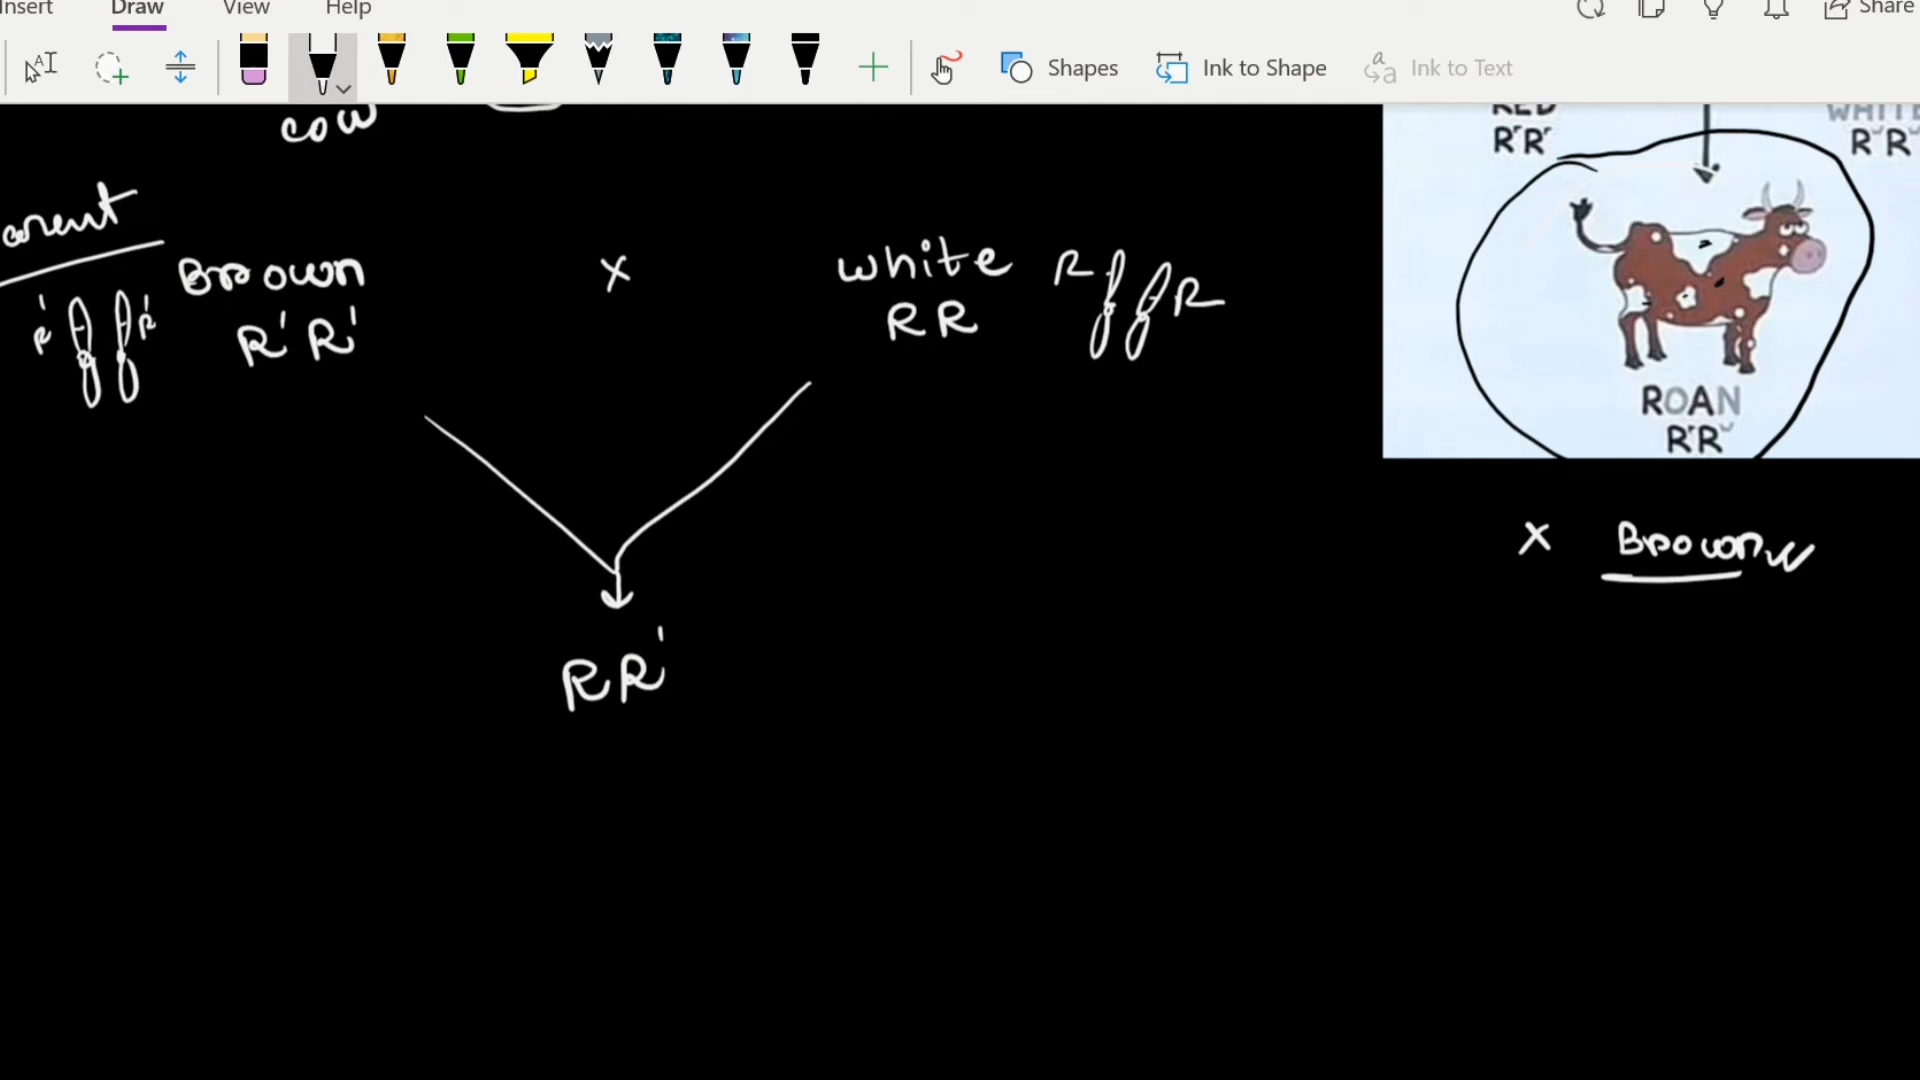 Insert Draw View Help Share
Shapes Ink to Shape Ink to Text
cow
RED WHITE
RʳRʳ
arent
Brown x white R R
R' R' R'R' RR
ROAN
RR'
x Brown